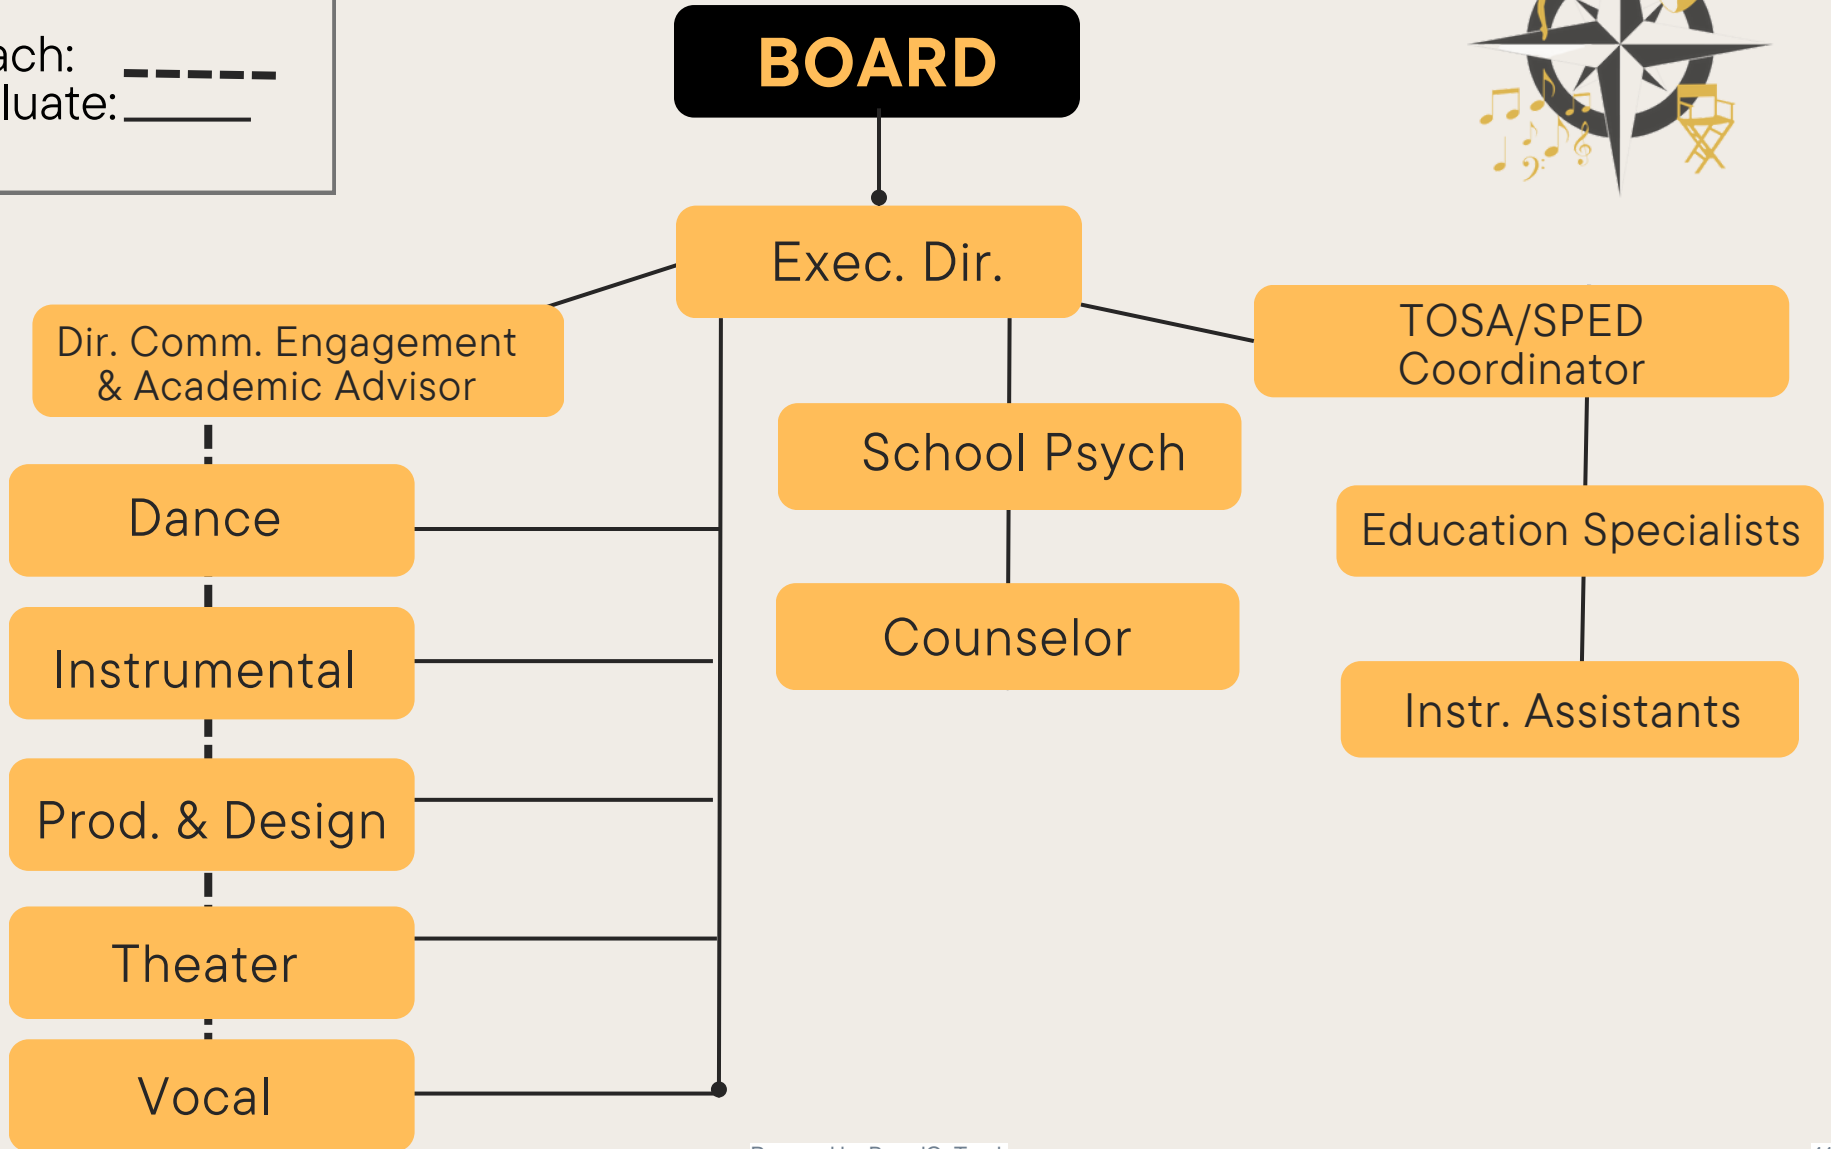 ach:
luate:
BOARD
Exec. Dir.
Dir. Comm. Engagement
& Academic Advisor
TOSA/SPED
Coordinator
School Psych
Dance
Education Specialists
Instrumental
Counselor
Instr. Assistants
Prod. & Design
Theater
Vocal